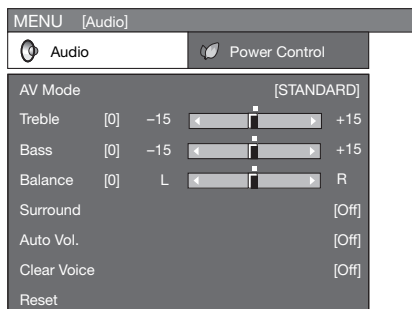 MENU [Audio]
Audio Power Control
AV Mode [STANDARD]
Treble [0] –15 +15
Bass [0] –15 +15
Balance [0] L R
Surround [Off]
Auto Vol. [Off]
Clear Voice [Off]
Reset